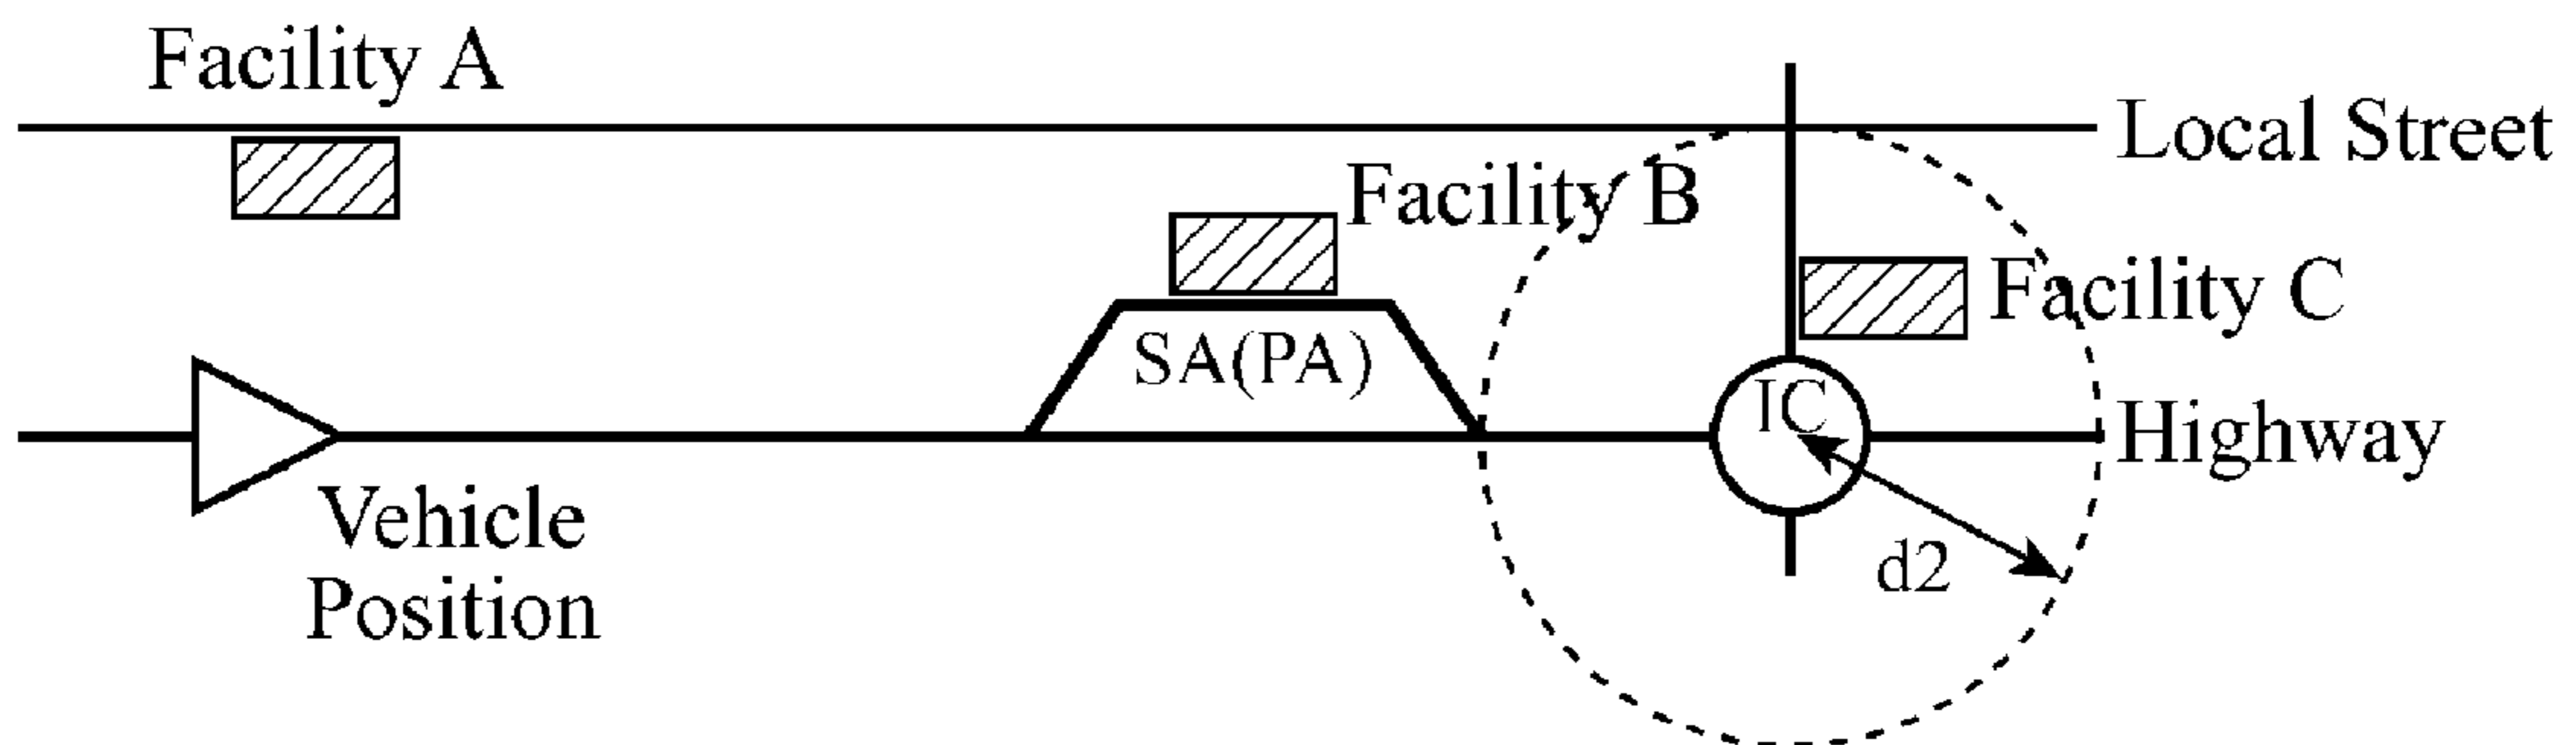 Facility A
Local Street
Facility B
Facility C
SA(PA)
IC
Highway
Vehicle
Position
d2